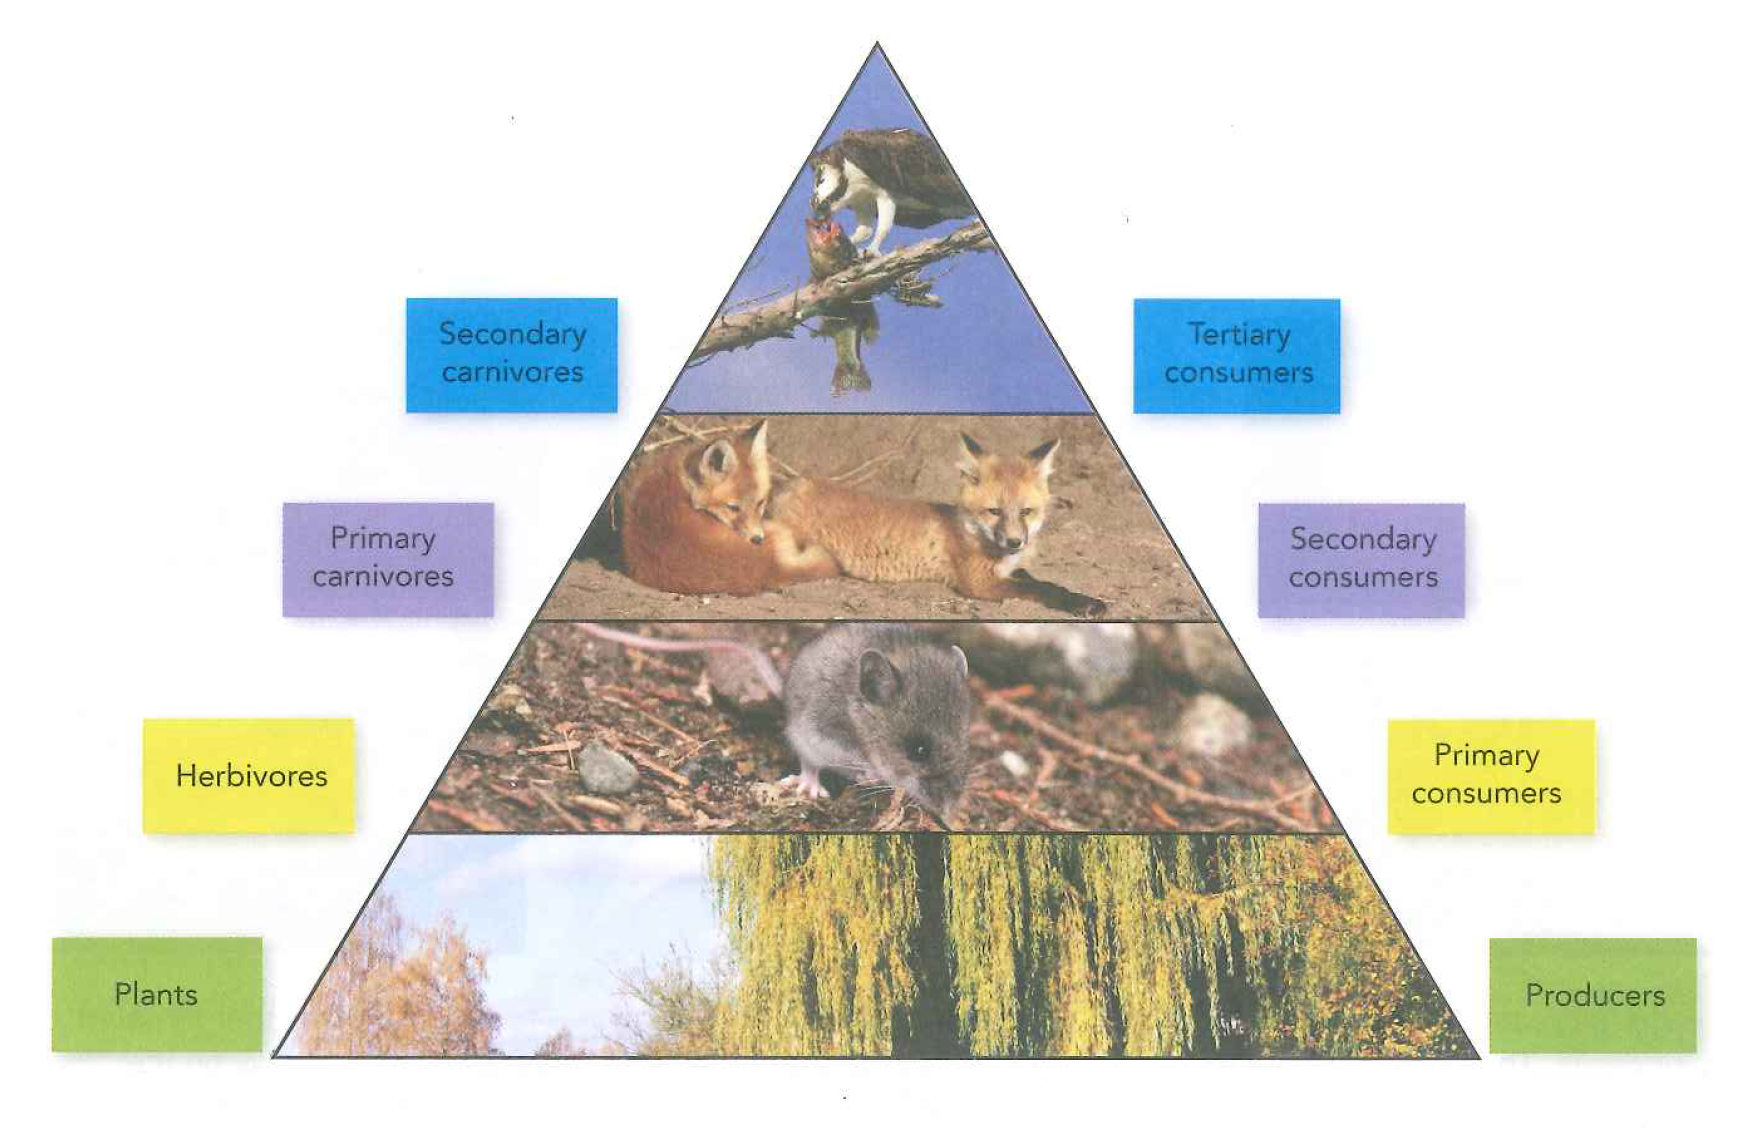 Secondary
carnivores
Tertiary
consumers
Primary
carnivores
Secondary
consumers
Herbivores
Primary
consumers
Plants
Producers